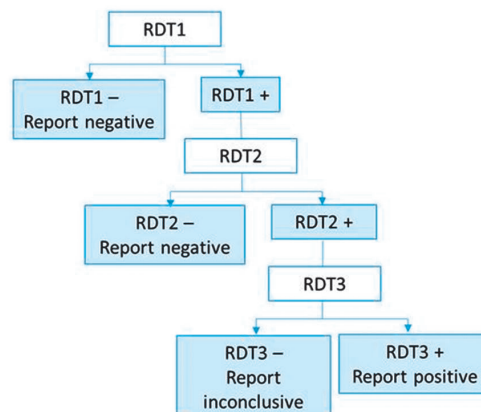 RDT1
RDT1 –
Report negative
RDT1 +
RDT2
RDT2 –
Report negative
RDT2 +
RDT3
RDT3 –
Report
inconclusive
RDT3 +
Report positive